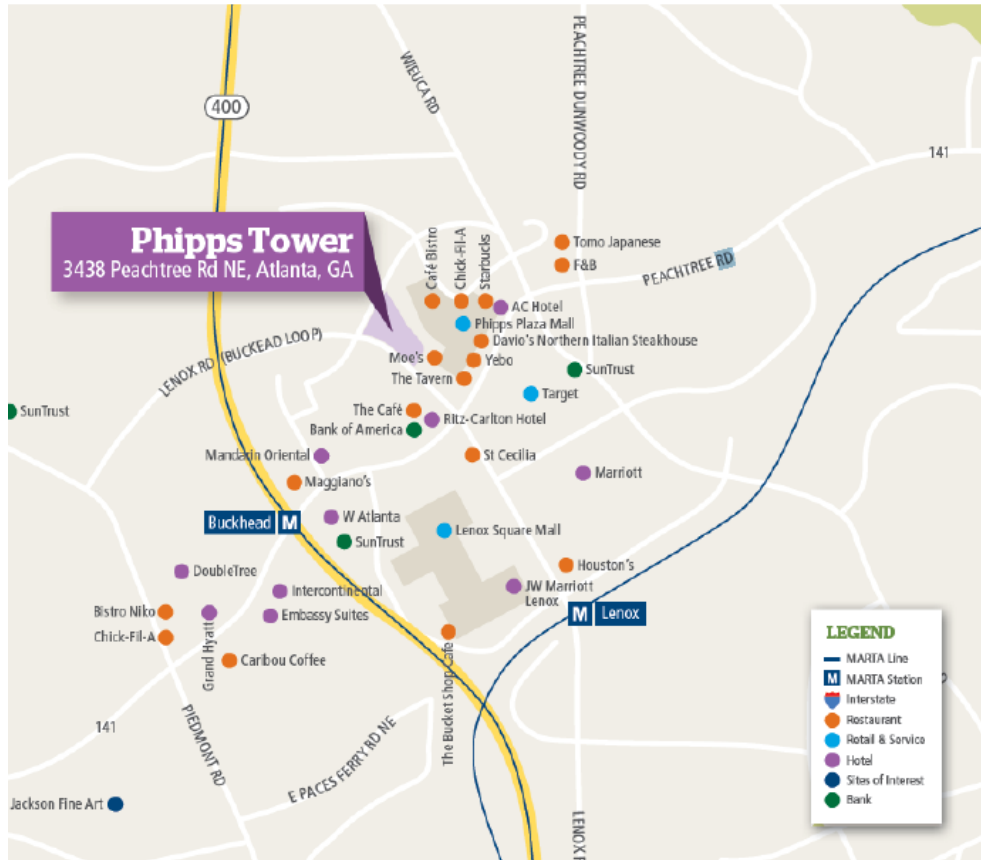 WIEUCA RD
PEACHTREE DUNWOODY RD
400
141
Phipps Tower
3438 Peachtree Rd NE, Atlanta, GA
Café Bistro
Chick-Fil-A
Starbucks
Tomo Japanese
F&B
PEACHTREE RD
AC Hotel
Phipps Plaza Mall
Davio's Northern Italian Steakhouse
LENOX RD (BUCKEAD LOOP)
Moe's
Yebo
The Tavern
SunTrust
Target
SunTrust
The Café
Ritz-Carlton Hotel
Bank of America
Mandarin Oriental
St Cecilia
Marriott
Maggiano's
Buckhead M
W Atlanta
Lenox Square Mall
SunTrust
DoubleTree
Houston's
Intercontinental
JW Marriott
Lenox
Bistro Niko
Embassy Suites
M Lenox
Chick-Fil-A
Grand Hyatt
Caribou Coffee
The Bucket Shop Cafe
141
PIEDMONT RD
E PACES FERRY RD NE
Jackson Fine Art
LENOX
LEGEND
MARTA Line
M MARTA Station
Interstate
Restaurant
Retail & Service
Hotel
Sites of Interest
Bank